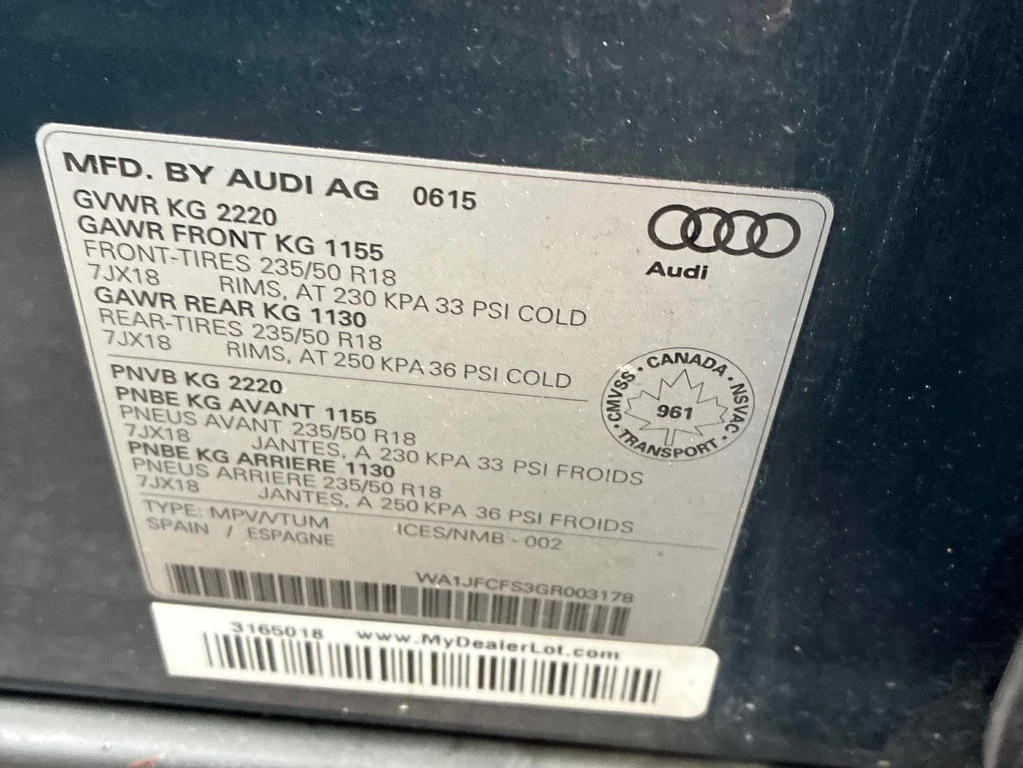 MFD. BY AUDI AG 0615
GVWR KG 2220
GAWR FRONT KG 1155
FRONT-TIRES 235/50 R18
7JX18 RIMS, AT 230 KPA 33 PSI COLD
GAWR REAR KG 1130
REAR-TIRES 235/50 R18
7JX18 RIMS, AT 250 KPA 36 PSI COLD
Audi
PNVB KG 2220
PNBE KG AVANT 1155
PNEUS AVANT 235/50 R18
7JX18 JANTES, A 230 KPA 33 PSI FROIDS
PNBE KG ARRIERE 1130
PNEUS ARRIERE 235/50 R18
7JX18 JANTES, A 250 KPA 36 PSI FROIDS
CMVSS · CANADA · NSVAC · TRANSPORT ·
961
TYPE: MPV/VTUM ICES/NMB - 002
SPAIN / ESPAGNE
WA1JFCFS3GR003178
3165018 www.MyDealerLot.com